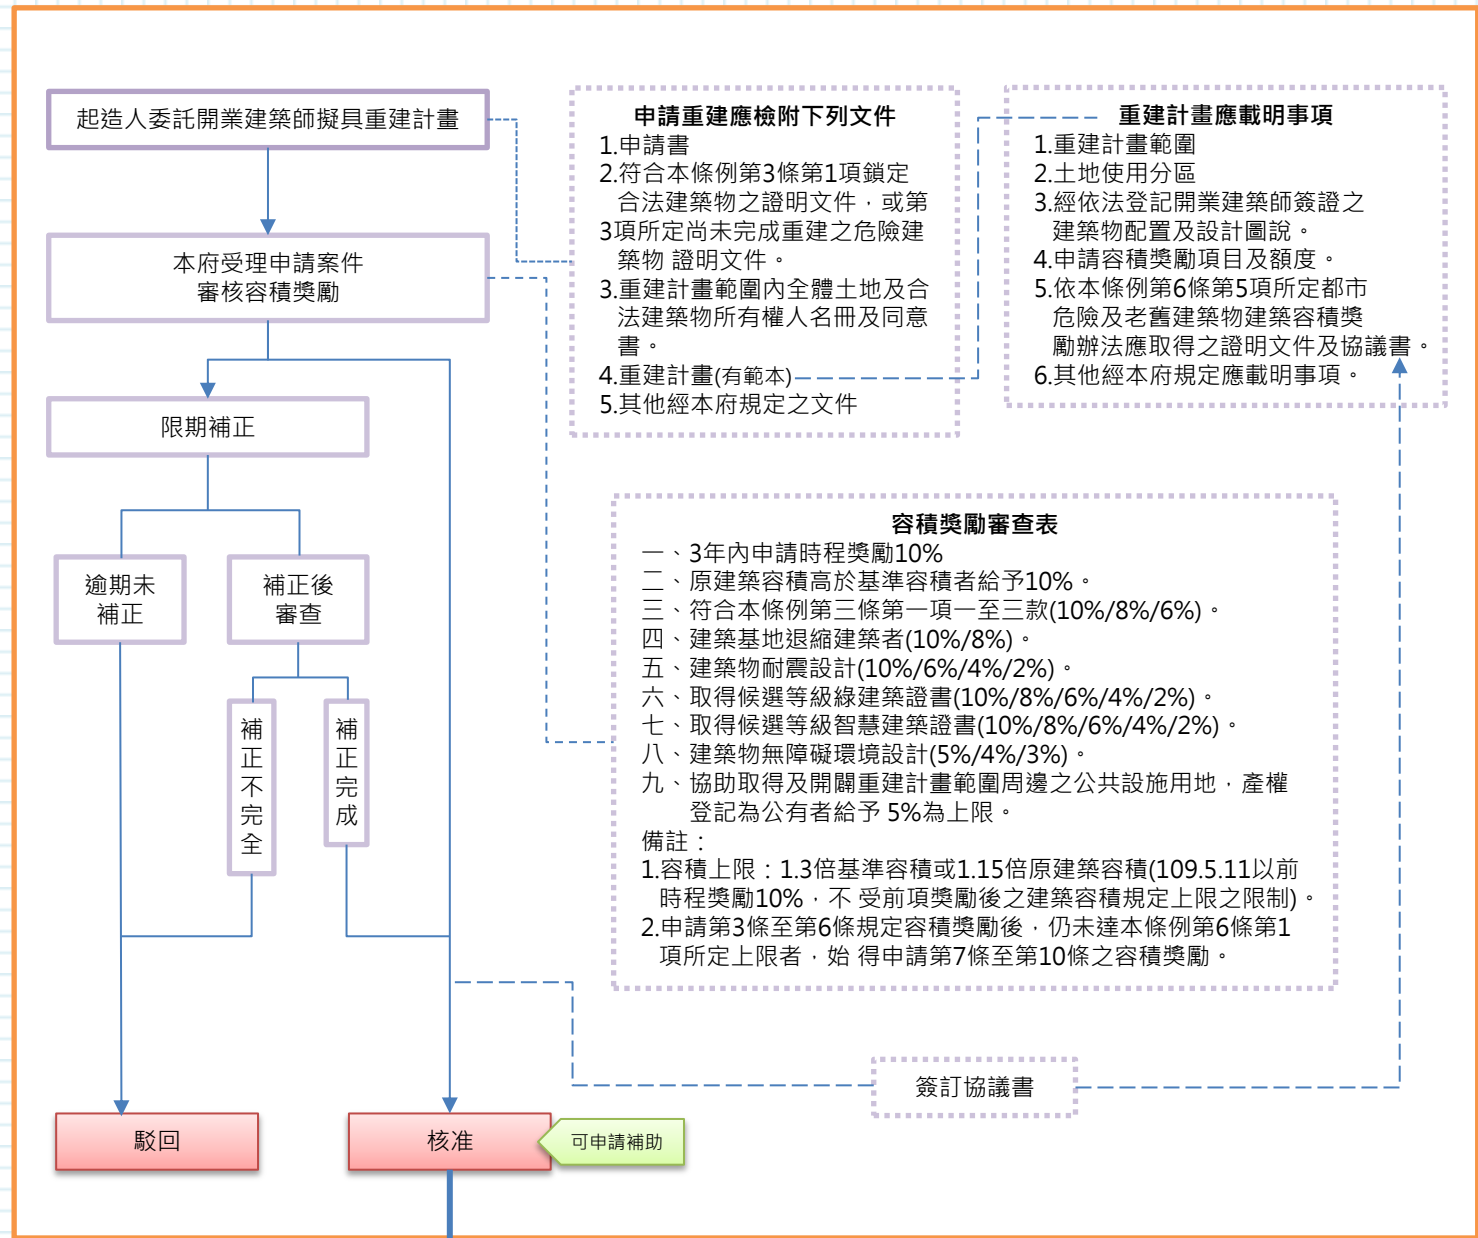 起造人委託開業建築師擬具重建計畫
本府受理申請案件
審核容積獎勵
限期補正
逾期未
補正
補正後
審查
補正不完全
補正完成
駁回
核准
可申請補助
申請重建應檢附下列文件
1.申請書
2.符合本條例第3條第1項鎖定
合法建築物之證明文件，或第
3項所定尚未完成重建之危險建
築物 證明文件。
3.重建計畫範圍內全體土地及合
法建築物所有權人名冊及同意
書。
4.重建計畫(有範本)
5.其他經本府規定之文件
重建計畫應載明事項
1.重建計畫範圍
2.土地使用分區
3.經依法登記開業建築師簽證之
建築物配置及設計圖說。
4.申請容積獎勵項目及額度。
5.依本條例第6條第5項所定都市
危險及老舊建築物建築容積獎
勵辦法應取得之證明文件及協議書。
6.其他經本府規定應載明事項。
容積獎勵審查表
一、3年內申請時程獎勵10%
二、原建築容積高於基準容積者給予10%。
三、符合本條例第三條第一項一至三款(10%/8%/6%)。
四、建築基地退縮建築者(10%/8%)。
五、建築物耐震設計(10%/6%/4%/2%)。
六、取得候選等級綠建築證書(10%/8%/6%/4%/2%)。
七、取得候選等級智慧建築證書(10%/8%/6%/4%/2%)。
八、建築物無障礙環境設計(5%/4%/3%)。
九、協助取得及開闢重建計畫範圍周邊之公共設施用地，產權
登記為公有者給予 5%為上限。
備註：
1.容積上限：1.3倍基準容積或1.15倍原建築容積(109.5.11以前
時程獎勵10%，不 受前項獎勵後之建築容積規定上限之限制)。
2.申請第3條至第6條規定容積獎勵後，仍未達本條例第6條第1
項所定上限者，始 得申請第7條至第10條之容積獎勵。
簽訂協議書